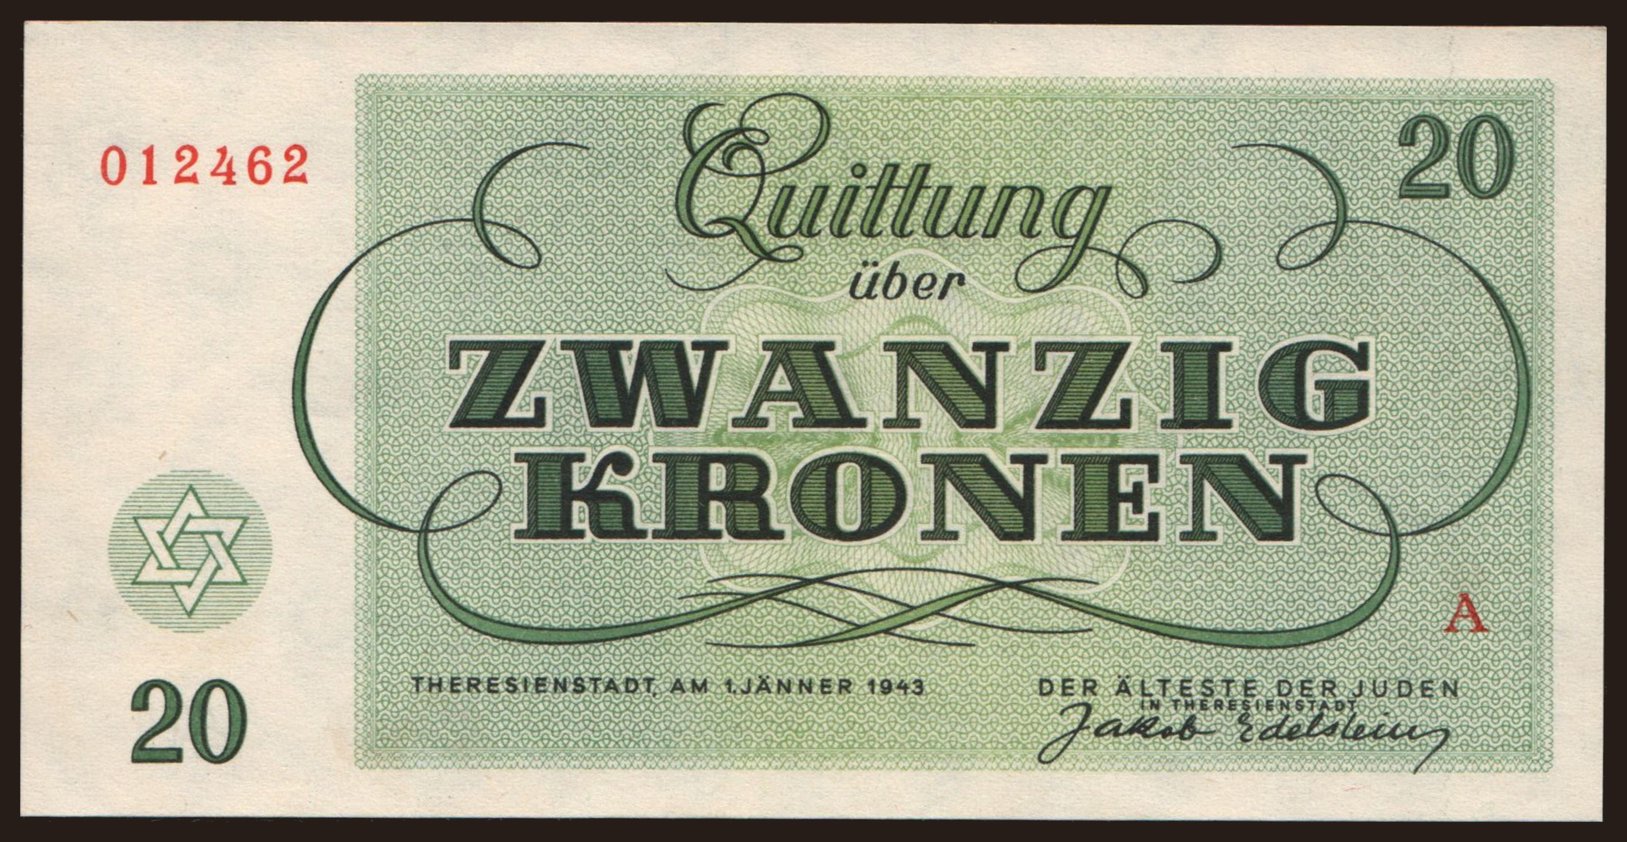 012462
20
Quittung
über
ZWANZIG
KRONEN
A
THERESIENSTADT, AM 1. JÄNNER 1943
DER ÄLTESTE DER JUDEN
IN THERESIENSTADT
Jakob Edelstein
20